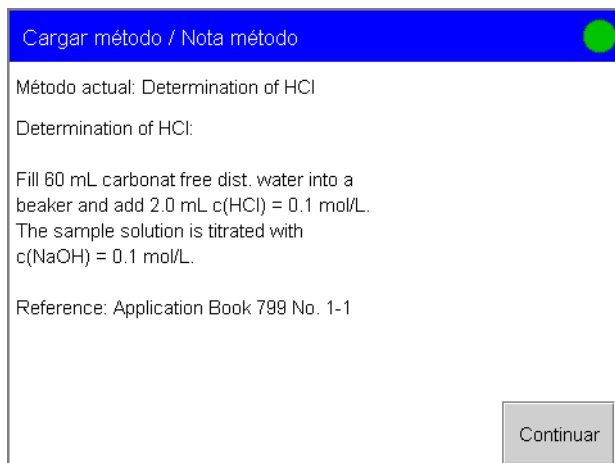 Cargar método / Nota método
Método actual: Determination of HCl
Determination of HCl:
Fill 60 mL carbonat free dist. water into a
beaker and add 2.0 mL c(HCl) = 0.1 mol/L.
The sample solution is titrated with
c(NaOH) = 0.1 mol/L.
Reference: Application Book 799 No. 1-1
Continuar